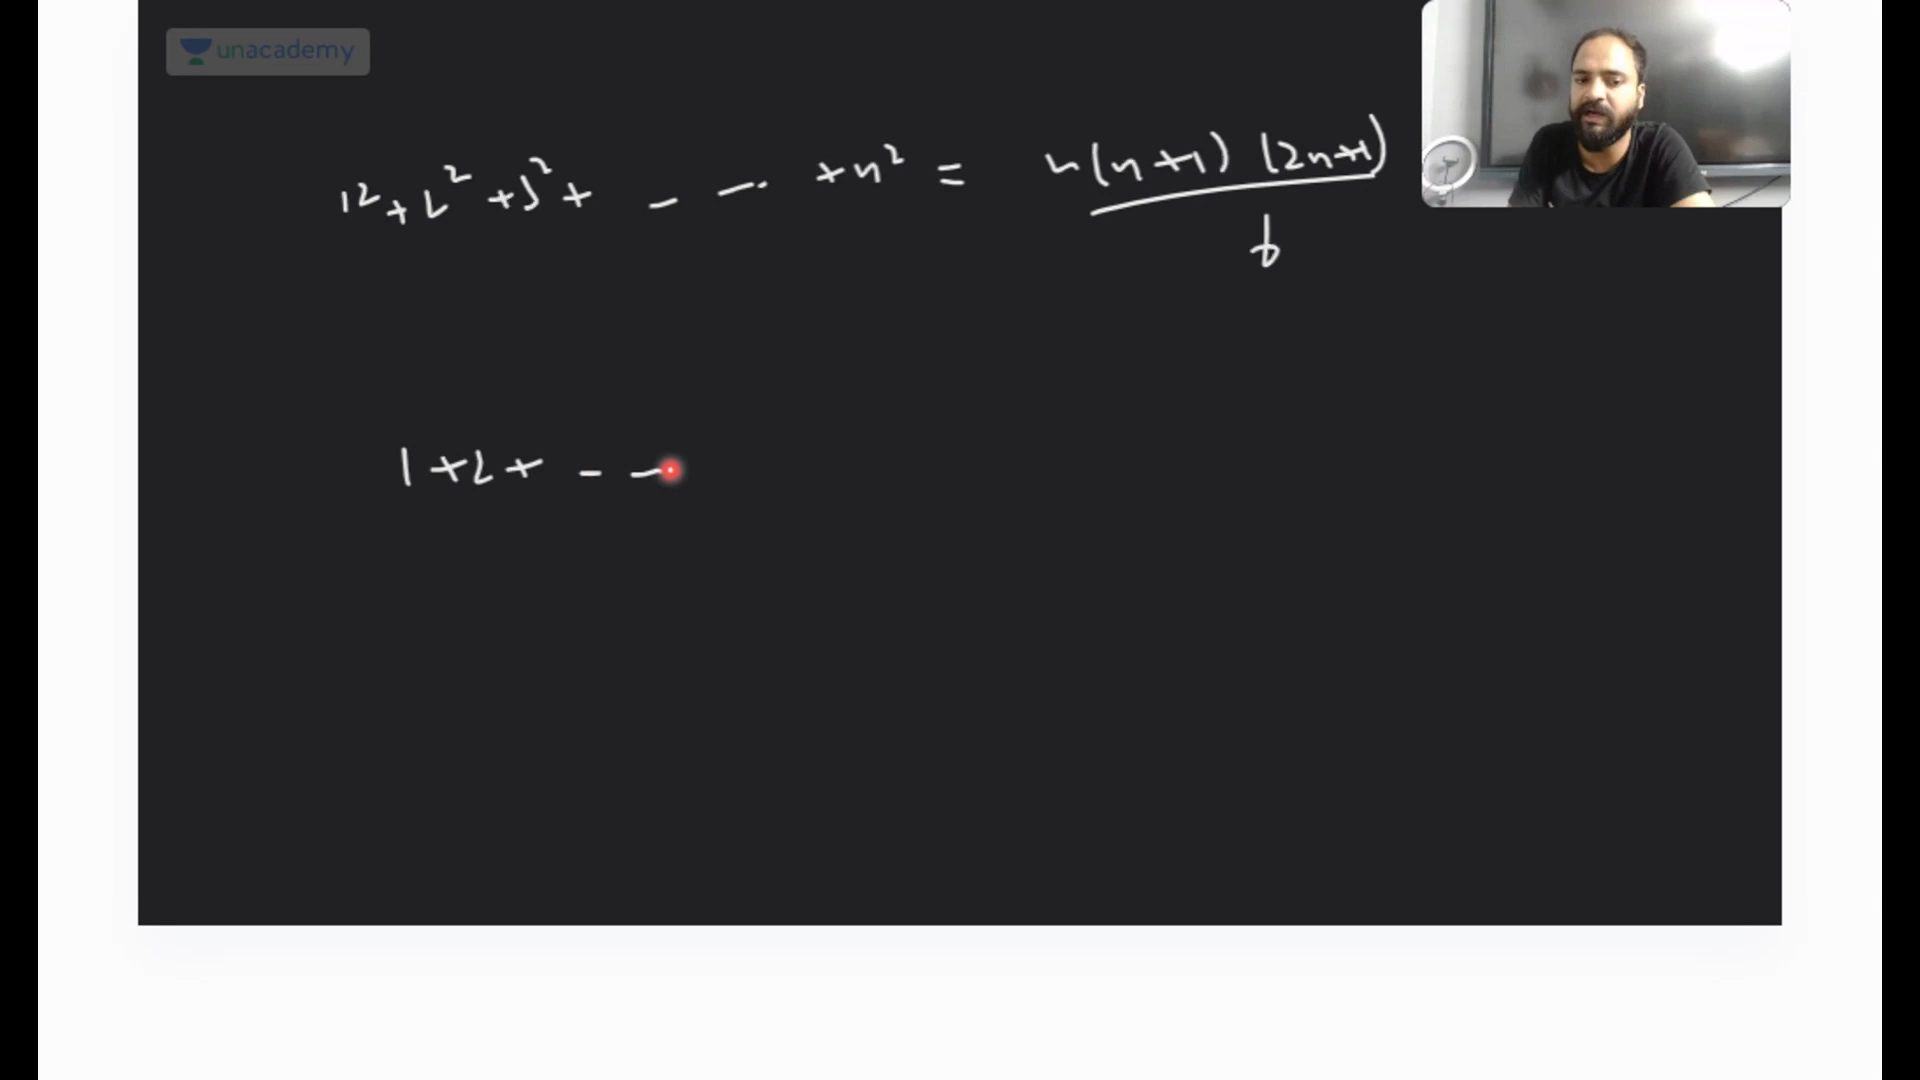 unacademy
1² + 2² + 3² + - -- + n² = n(n+1) (2n+1) / 6
1 + 2 + - -